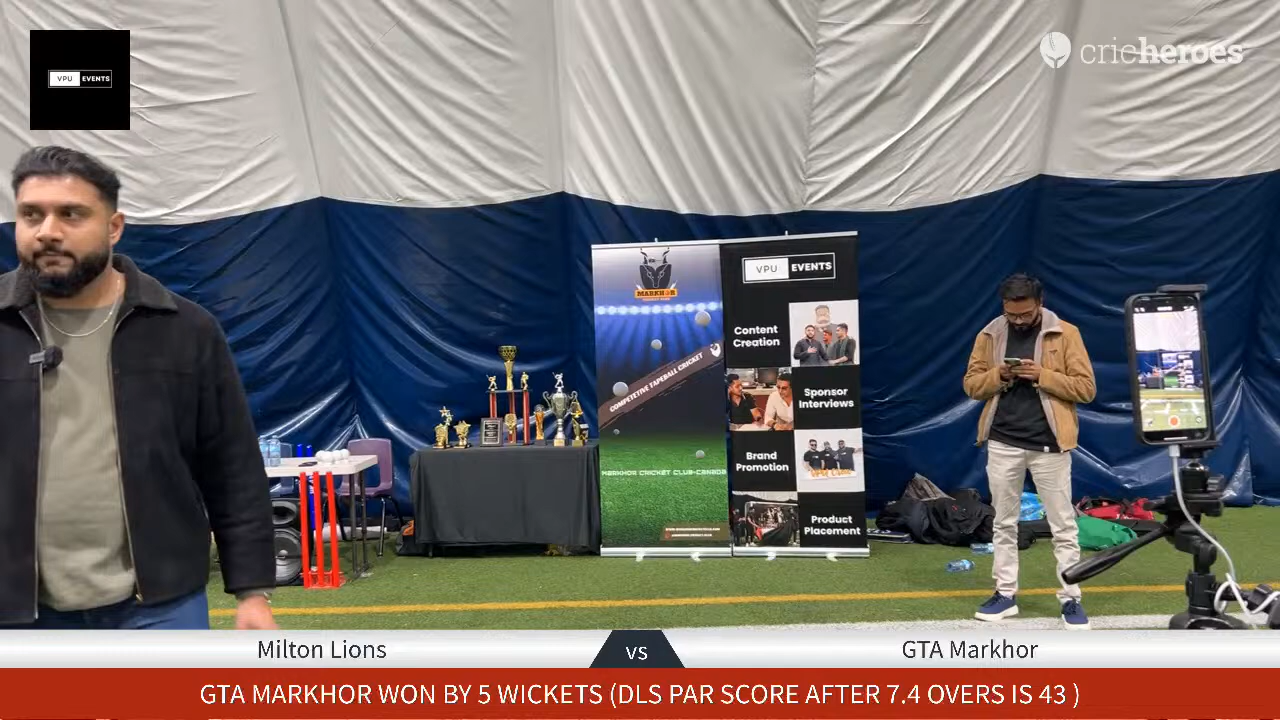 VPU EVENTS
cricheroes
MARKHOR
COMPETETIVE TAPEBALL CRICKET
MARKHOR CRICKET CLUB-CANADA
VPU EVENTS
Content
Creation
Sponsor
Interviews
Brand
Promotion
Product
Placement
Milton Lions
vs
GTA Markhor
GTA MARKHOR WON BY 5 WICKETS (DLS PAR SCORE AFTER 7.4 OVERS IS 43 )